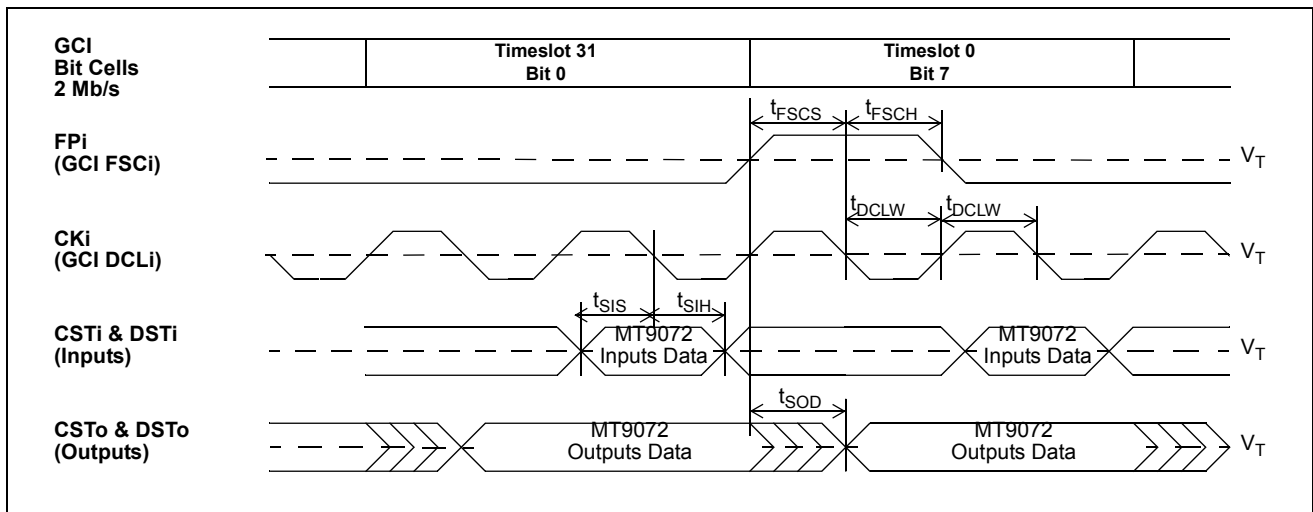 GCI
Bit Cells
2 Mb/s
Timeslot 31
Bit 0
Timeslot 0
Bit 7
tFSCS
tFSCH
FPi
(GCI FSCi)
VT
tDCLW
tDCLW
CKi
(GCI DCLi)
VT
tSIS
tSIH
CSTi & DSTi
(Inputs)
MT9072
Inputs Data
MT9072
Inputs Data
VT
tSOD
CSTo & DSTo
(Outputs)
MT9072
Outputs Data
MT9072
Outputs Data
VT